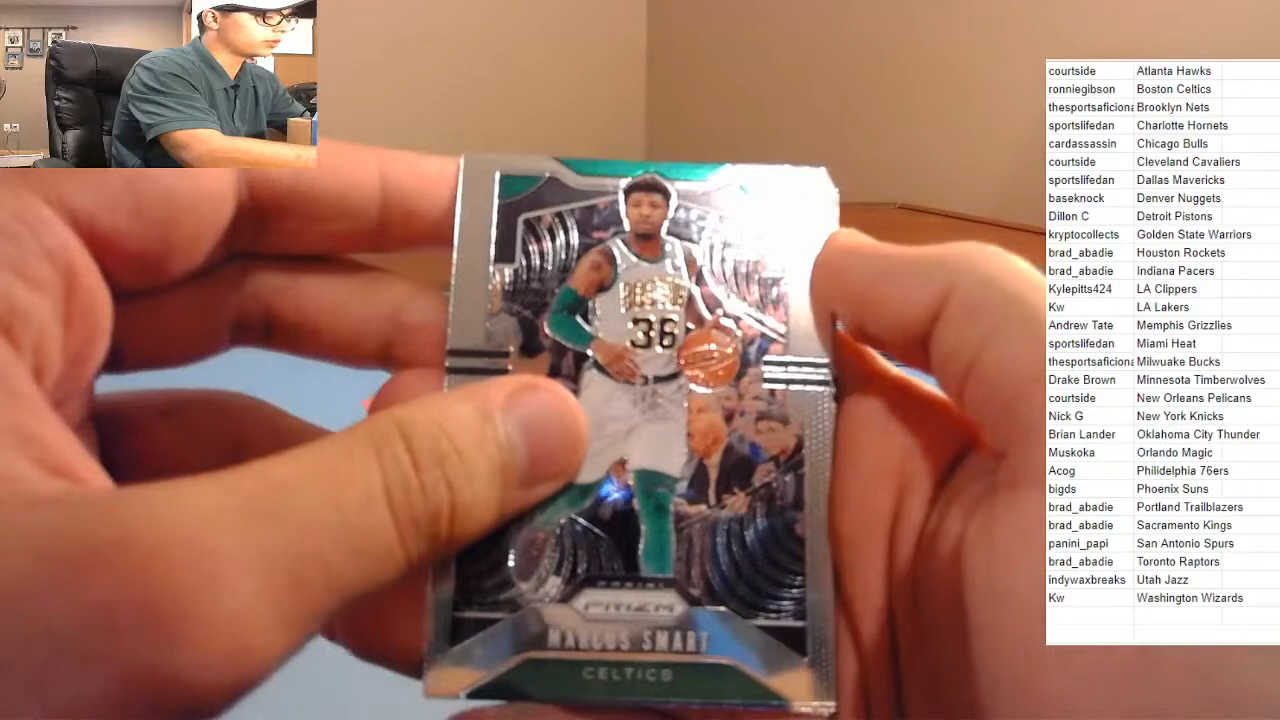 courtside Atlanta Hawks
ronniegibson Boston Celtics
thesportsaficiona Brooklyn Nets
sportslifedan Charlotte Hornets
cardassassin Chicago Bulls
courtside Cleveland Cavaliers
sportslifedan Dallas Mavericks
baseknock Denver Nuggets
Dillon C Detroit Pistons
kryptocollects Golden State Warriors
brad_abadie Houston Rockets
brad_abadie Indiana Pacers
Kylepitts424 LA Clippers
Kw LA Lakers
Andrew Tate Memphis Grizzlies
sportslifedan Miami Heat
thesportsaficiona Milwuake Bucks
Drake Brown Minnesota Timberwolves
courtside New Orleans Pelicans
Nick G New York Knicks
Brian Lander Oklahoma City Thunder
Muskoka Orlando Magic
Acog Philidelphia 76ers
bigds Phoenix Suns
brad_abadie Portland Trailblazers
brad_abadie Sacramento Kings
panini_papi San Antonio Spurs
brad_abadie Toronto Raptors
indywaxbreaks Utah Jazz
Kw Washington Wizards
BOSTON
36
PANINI
PRIZM
MARCUS SMART
CELTICS